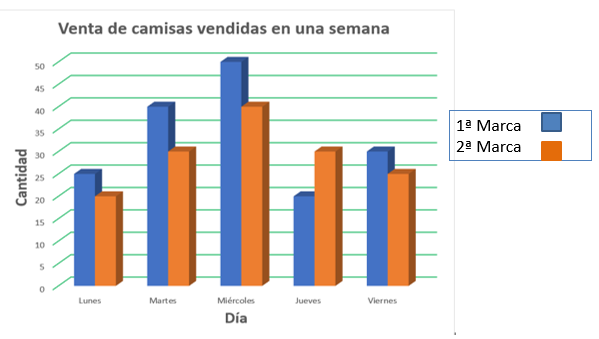 Venta de camisas vendidas en una semana
Cantidad
50
45
40
35
30
25
20
15
10
5
0
Lunes Martes Miércoles Jueves Viernes
Día
1ª Marca
2ª Marca